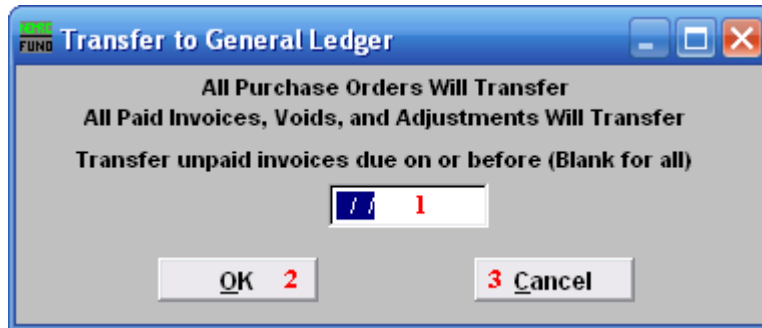 FUND Transfer to General Ledger
All Purchase Orders Will Transfer
All Paid Invoices, Voids, and Adjustments Will Transfer
Transfer unpaid invoices due on or before (Blank for all)
/ / 1
OK 2 3 Cancel